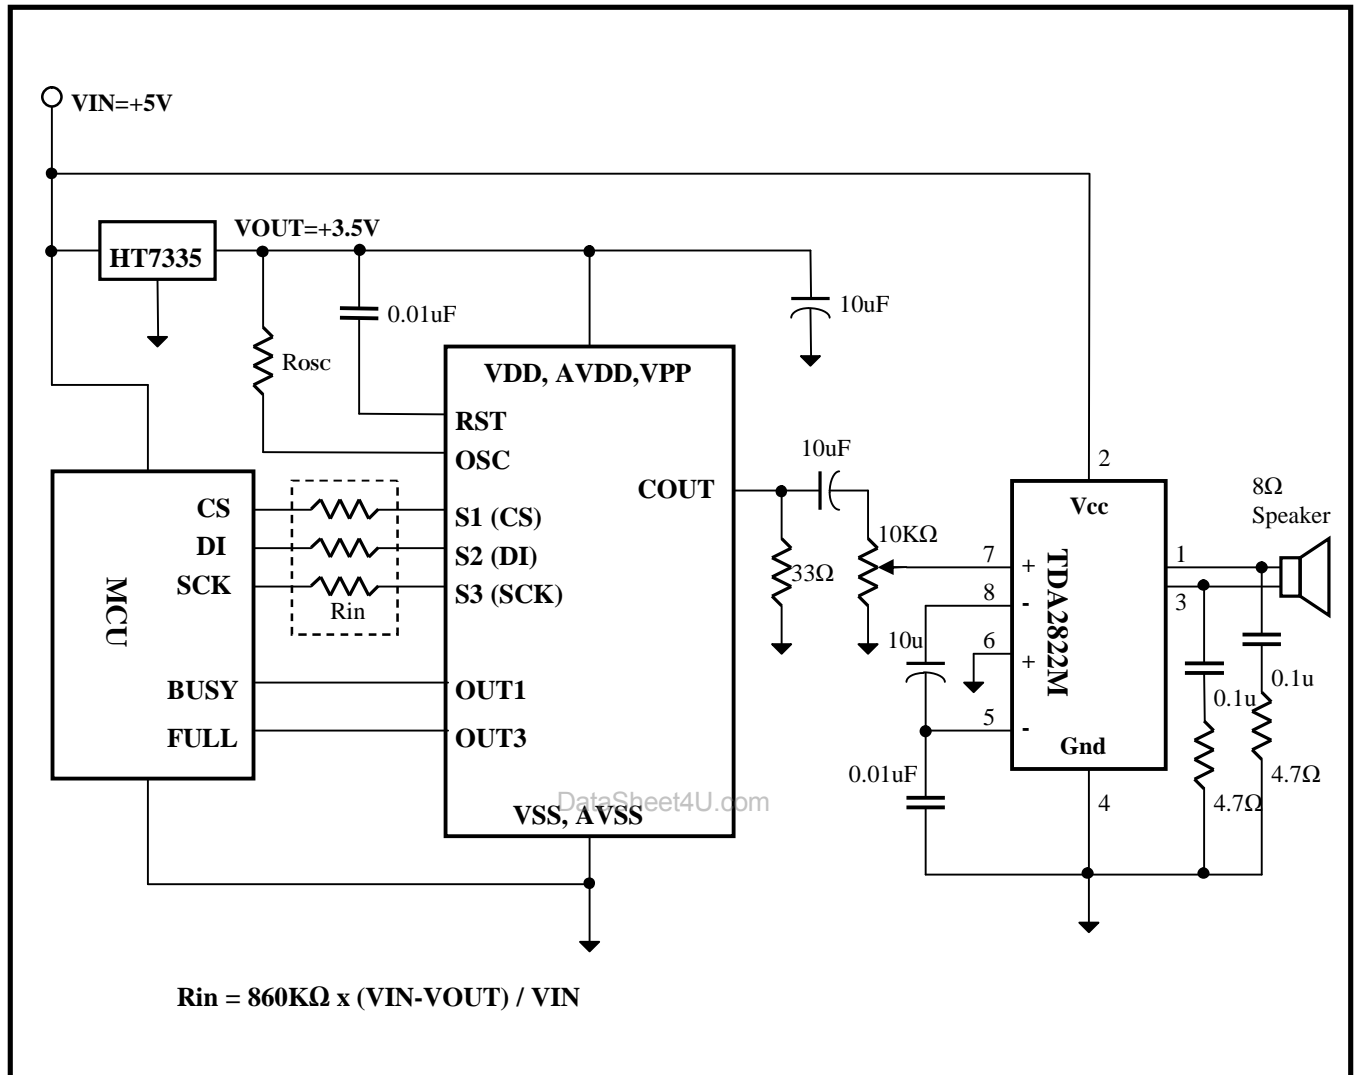 VIN=+5V
VOUT=+3.5V
HT7335
0.01uF
10uF
Rosc
VDD, AVDD,VPP
RST
OSC
COUT
10uF
2
8Ω
Speaker
CS
DI
SCK
Rin
S1 (CS)
S2 (DI)
S3 (SCK)
MCU
BUSY
FULL
OUT1
OUT3
33Ω
10KΩ
Vcc
TDA2822M
7
+
8
-
6
+
5
-
1
3
10u
0.01uF
Gnd
4
0.1u
0.1u
4.7Ω
4.7Ω
DataSheet4U.com
VSS, AVSS
Rin = 860KΩ x (VIN-VOUT) / VIN